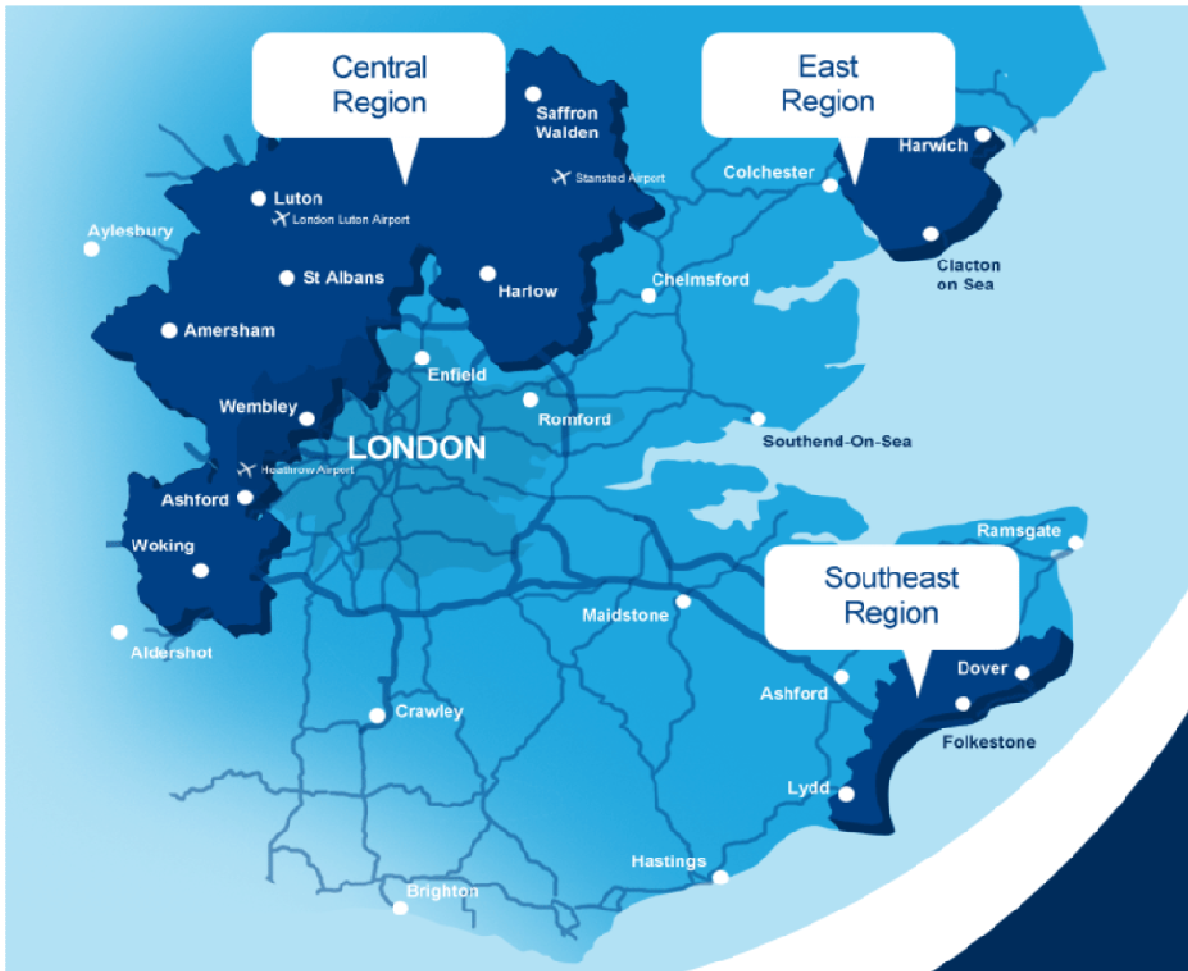 Central
Region
East
Region
Saffron
Walden
Harwich
Stansted Airport
Colchester
Luton
London Luton Airport
Aylesbury
St Albans
Harlow
Chelmsford
Clacton
on Sea
Amersham
Enfield
Wembley
Romford
LONDON
Southend-On-Sea
Heathrow Airport
Ashford
Ramsgate
Woking
Southeast
Region
Maidstone
Aldershot
Dover
Ashford
Crawley
Folkestone
Lydd
Hastings
Brighton